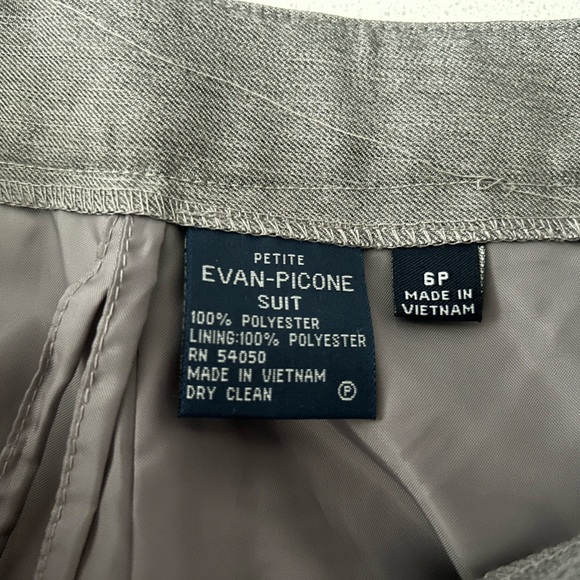 PETITE
EVAN-PICONE
SUIT
100% POLYESTER
LINING:100% POLYESTER
RN 54050
MADE IN VIETNAM
DRY CLEAN P
6P
MADE IN
VIETNAM